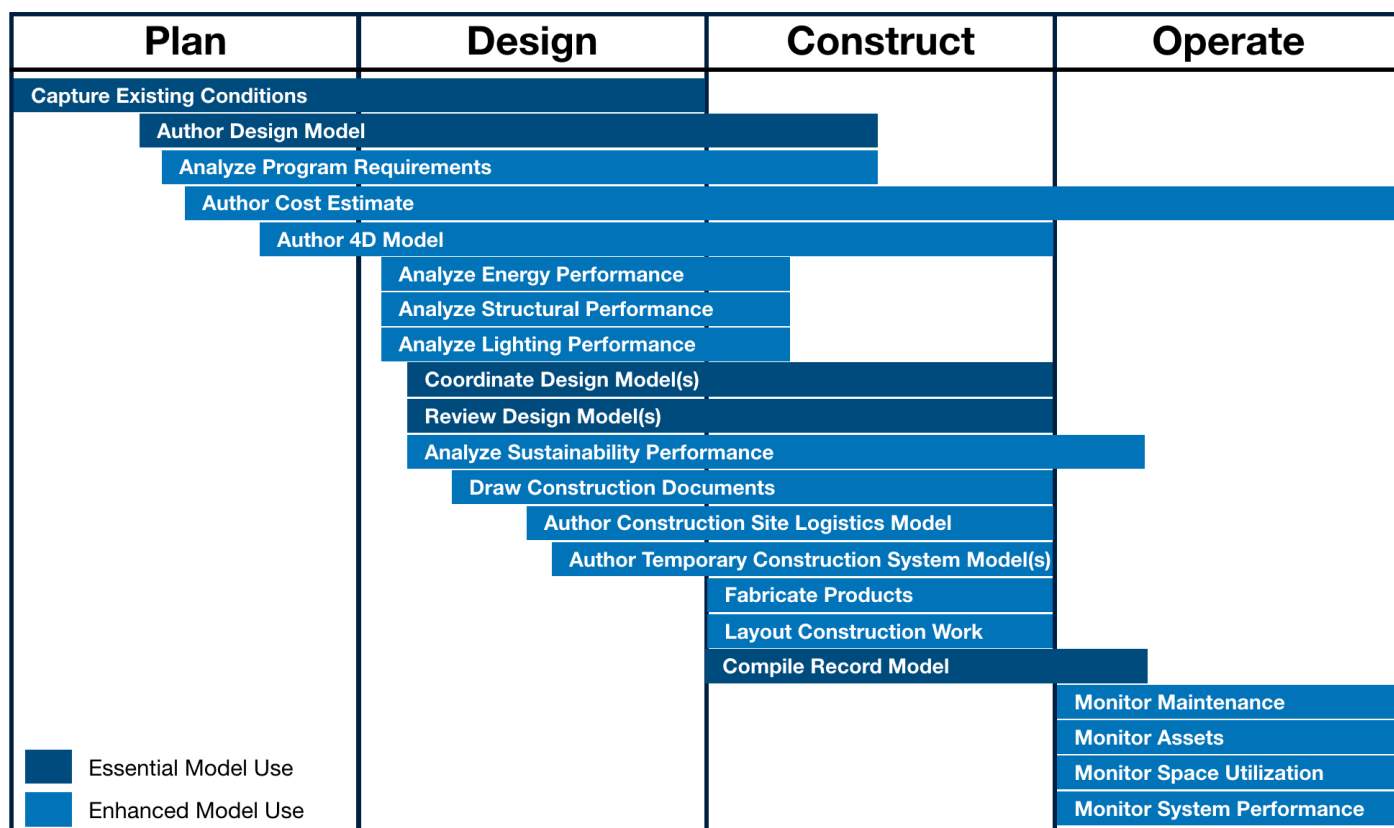 Plan Design Construct Operate
Capture Existing Conditions
Author Design Model
Analyze Program Requirements
Author Cost Estimate
Author 4D Model
Analyze Energy Performance
Analyze Structural Performance
Analyze Lighting Performance
Coordinate Design Model(s)
Review Design Model(s)
Analyze Sustainability Performance
Draw Construction Documents
Author Construction Site Logistics Model
Author Temporary Construction System Model(s)
Fabricate Products
Layout Construction Work
Compile Record Model
Monitor Maintenance
Monitor Assets
Monitor Space Utilization
Monitor System Performance
Essential Model Use
Enhanced Model Use